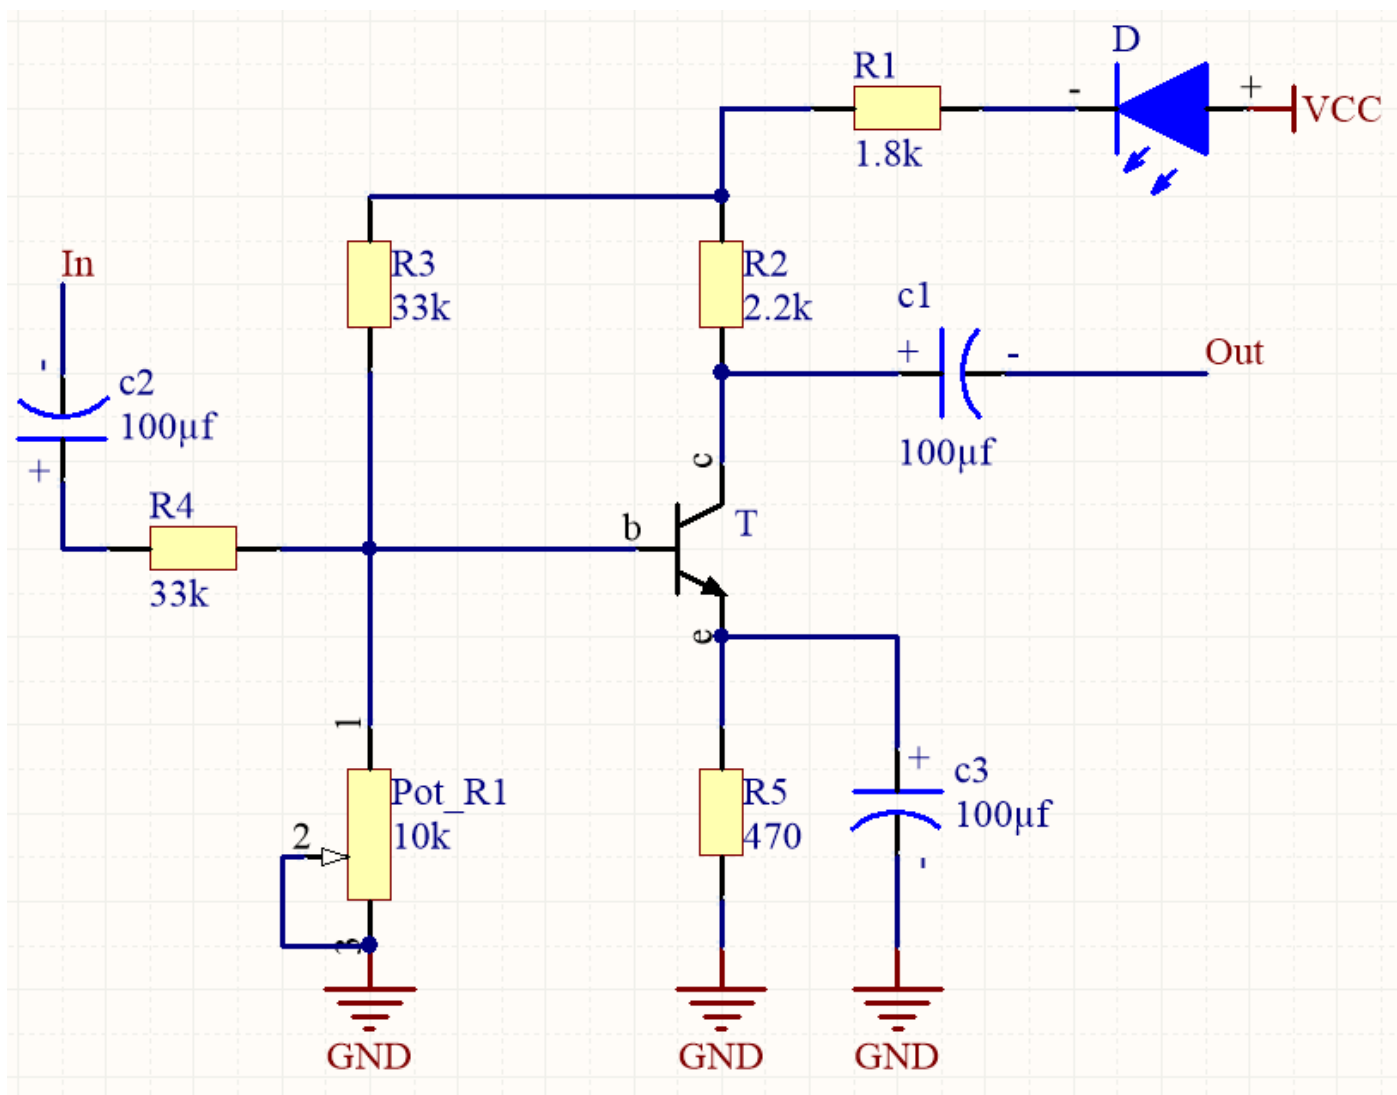 D
R1
- +
VCC
1.8k
In
R3
33k
R2
2.2k
c1
+ -
Out
100µf
-
c2
100µf
+
R4
33k
c
b
T
e
1
Pot_R1
10k
2
3
R5
470
+
c3
100µf
-
GND
GND
GND